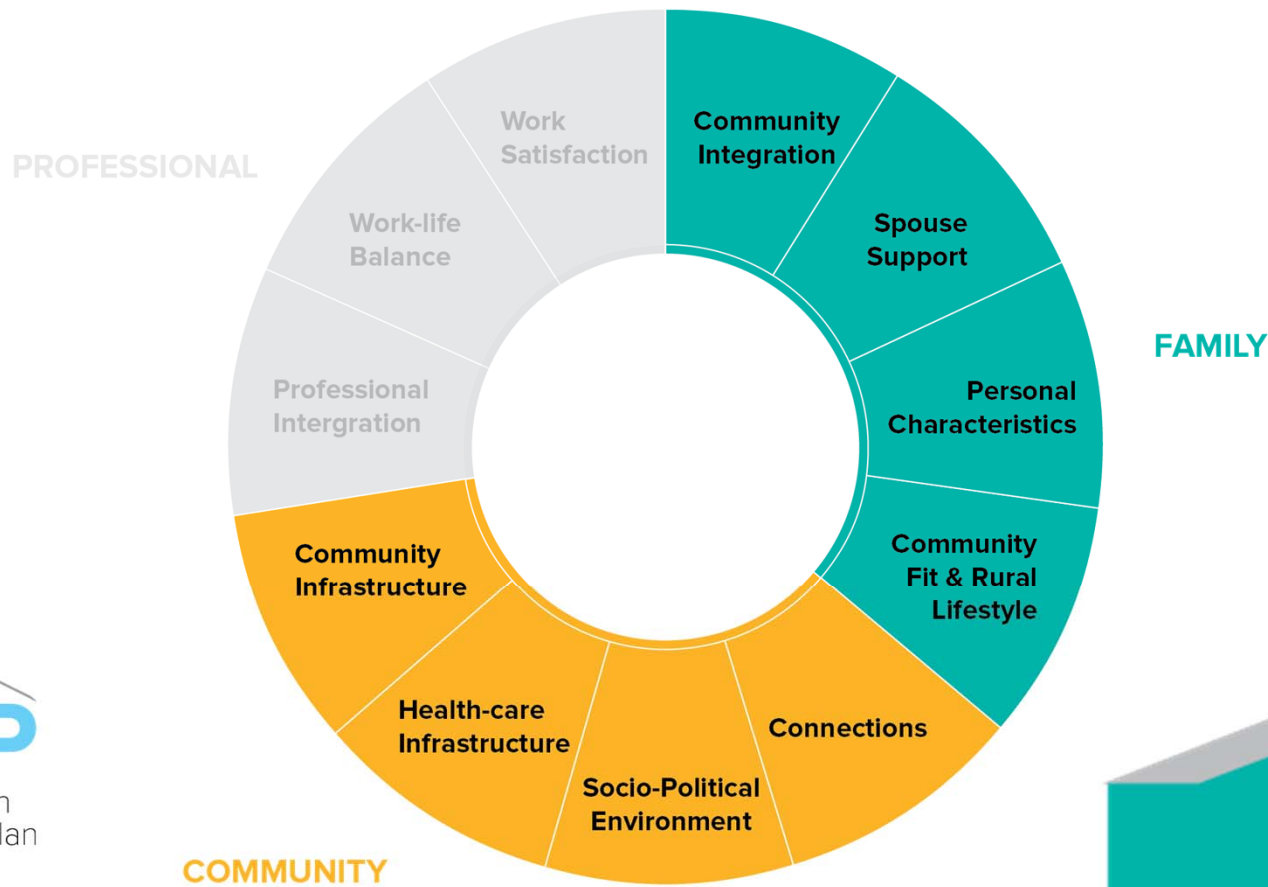 PROFESSIONAL
Work
Satisfaction
Work-life
Balance
Professional
Intergration
Community
Integration
Spouse
Support
Personal
Characteristics
Community
Fit & Rural
Lifestyle
FAMILY
Connections
Socio-Political
Environment
Health-care
Infrastructure
Community
Infrastructure
COMMUNITY